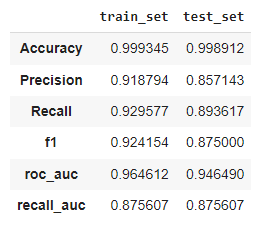 train_set test_set
Accuracy 0.999345 0.998912
Precision 0.918794 0.857143
Recall 0.929577 0.893617
f1 0.924154 0.875000
roc_auc 0.964612 0.946490
recall_auc 0.875607 0.875607